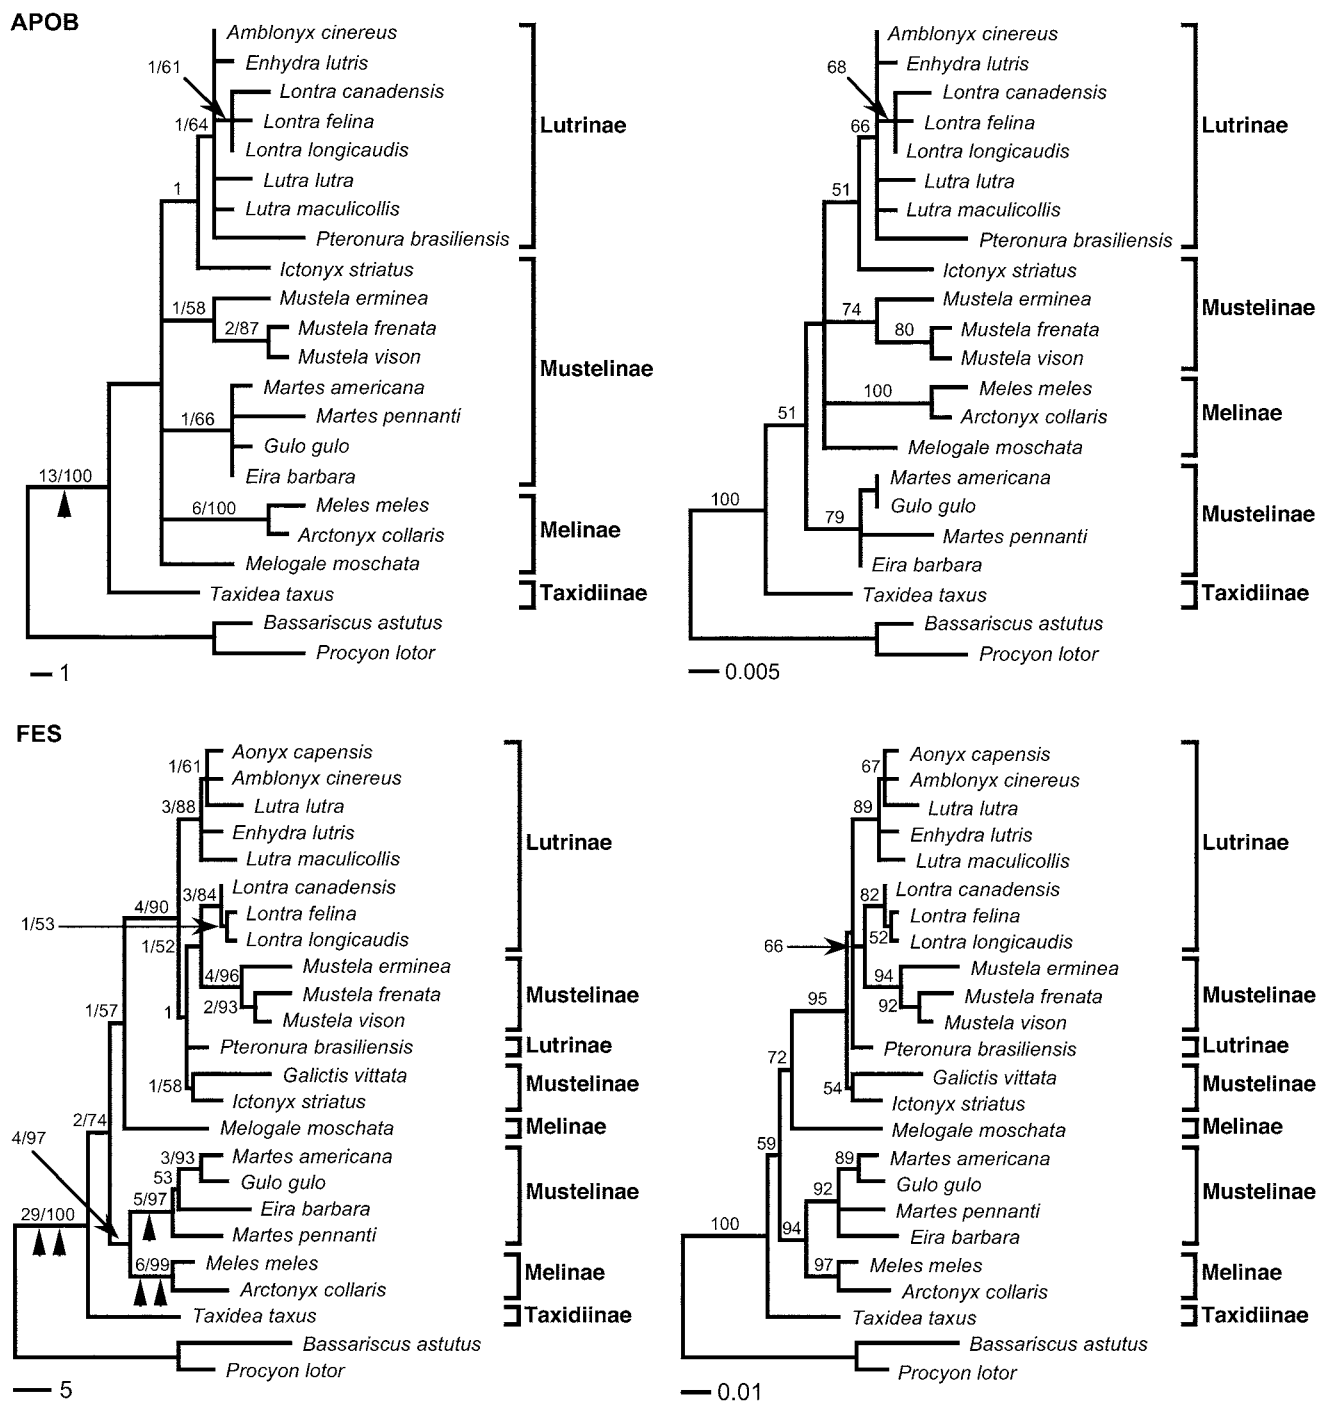 APOB
Amblonyx cinereus
Enhydra lutris
1/61
Lontra canadensis
1/64
Lontra felina
Lontra longicaudis
Lutrinae
Lutra lutra
1
Lutra maculicollis
Pteronura brasiliensis
Ictonyx striatus
Mustela erminea
1/58
2/87
Mustela frenata
Mustela vison
Mustelinae
Martes americana
Martes pennanti
1/66
Gulo gulo
Eira barbara
13/100
Meles meles
6/100
Arctonyx collaris
Melinae
Melogale moschata
Taxidea taxus
Taxidiinae
Bassariscus astutus
Procyon lotor
1
Amblonyx cinereus
Enhydra lutris
68
Lontra canadensis
66
Lontra felina
Lontra longicaudis
Lutrinae
Lutra lutra
51
Lutra maculicollis
Pteronura brasiliensis
Ictonyx striatus
Mustela erminea
74
80
Mustela frenata
Mustela vison
Mustelinae
Meles meles
100
Arctonyx collaris
Melinae
51
Melogale moschata
Martes americana
Gulo gulo
100
79
Martes pennanti
Mustelinae
Eira barbara
Taxidea taxus
Taxidiinae
Bassariscus astutus
Procyon lotor
0.005
FES
Aonyx capensis
1/61
Amblonyx cinereus
Lutra lutra
3/88
Enhydra lutris
Lutrinae
Lutra maculicollis
Lontra canadensis
3/84
4/90
Lontra felina
1/53
1/52
Lontra longicaudis
Mustela erminea
4/96
Mustela frenata
2/93
Mustelinae
1/57
1
Mustela vison
Pteronura brasiliensis
Lutrinae
Galictis vittata
1/58
Mustelinae
Ictonyx striatus
2/74
Melogale moschata
Melinae
4/97
3/93
Martes americana
53
Gulo gulo
5/97
Mustelinae
29/100
Eira barbara
Martes pennanti
6/99
Meles meles
Melinae
Arctonyx collaris
Taxidea taxus
Taxidiinae
Bassariscus astutus
Procyon lotor
5
Aonyx capensis
67
Amblonyx cinereus
89
Lutra lutra
Enhydra lutris
Lutrinae
Lutra maculicollis
Lontra canadensis
82
Lontra felina
66
52
Lontra longicaudis
Mustela erminea
94
95
92
Mustela frenata
Mustelinae
Mustela vison
72
Pteronura brasiliensis
Lutrinae
Galictis vittata
54
Mustelinae
Ictonyx striatus
59
Melogale moschata
Melinae
89
Martes americana
92
Gulo gulo
Mustelinae
Martes pennanti
100
94
Eira barbara
97
Meles meles
Melinae
Arctonyx collaris
Taxidea taxus
Taxidiinae
Bassariscus astutus
Procyon lotor
0.01